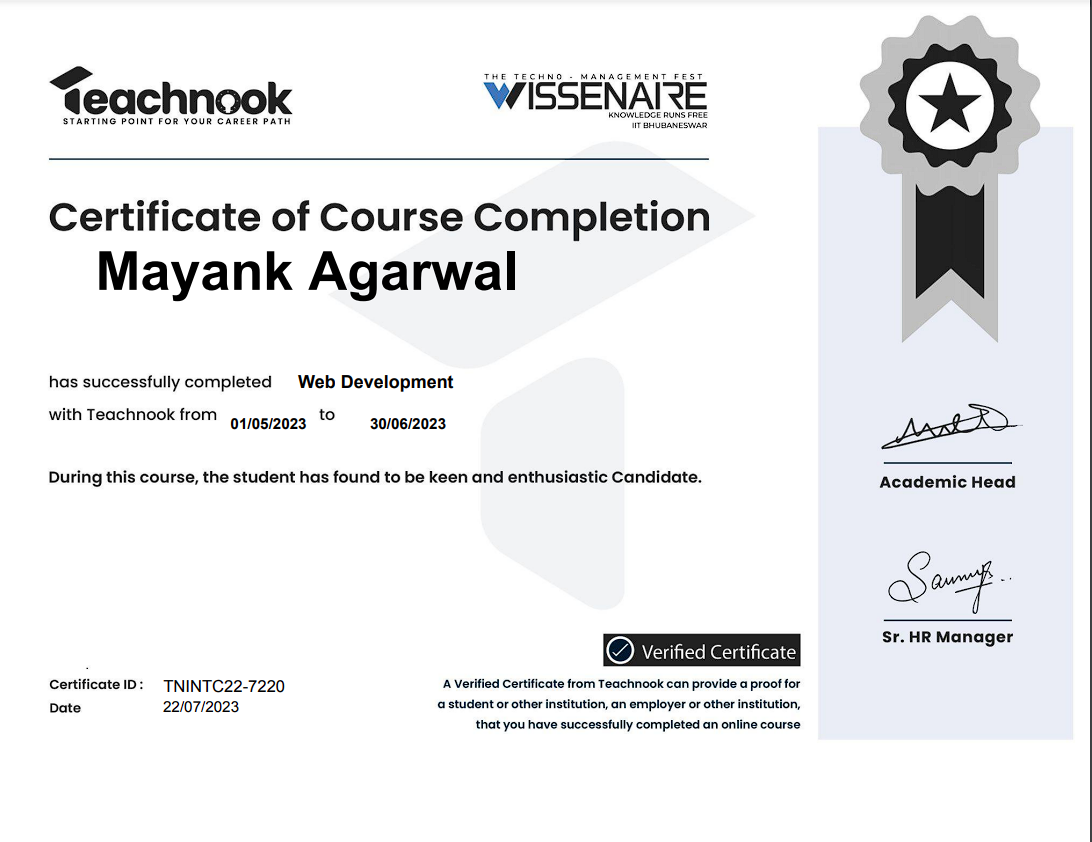 Teachnook
STARTING POINT FOR YOUR CAREER PATH
THE TECHNO - MANAGEMENT FEST
WISSENAIRE
KNOWLEDGE RUNS FREE
IIT BHUBANESWAR
Certificate of Course Completion
Mayank Agarwal
has successfully completed Web Development
with Teachnook from 01/05/2023 to 30/06/2023
During this course, the student has found to be keen and enthusiastic Candidate.
Academic Head
Sr. HR Manager
Verified Certificate
A Verified Certificate from Teachnook can provide a proof for
a student or other institution, an employer or other institution,
that you have successfully completed an online course
Certificate ID : TNINTC22-7220
Date 22/07/2023